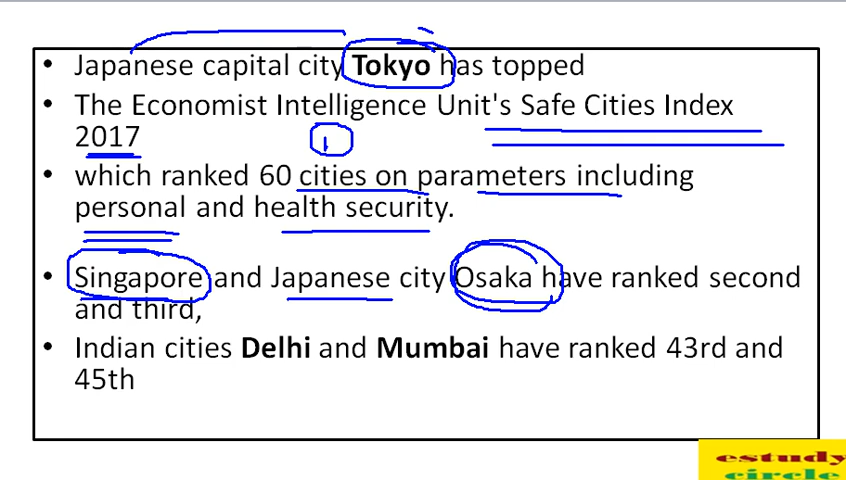 • Japanese capital city Tokyo has topped
• The Economist Intelligence Unit's Safe Cities Index
2017
1
• which ranked 60 cities on parameters including
personal and health security.
• Singapore and Japanese city Osaka have ranked second
and third,
• Indian cities Delhi and Mumbai have ranked 43rd and
45th
estudy
circle